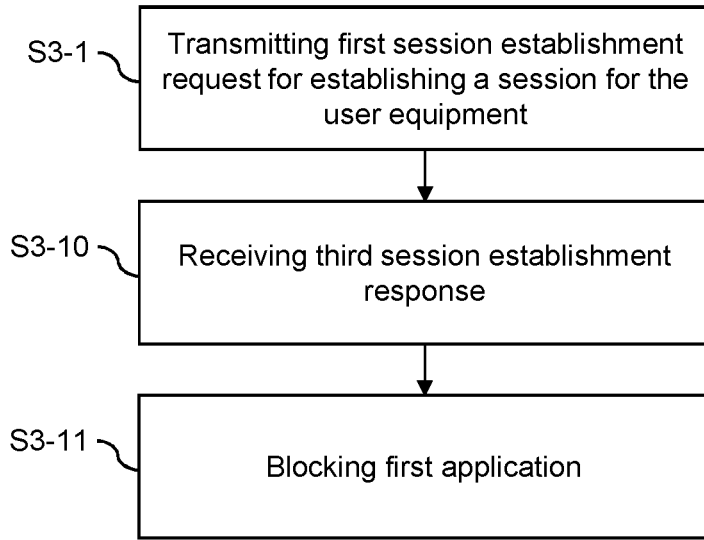 S3-1
Transmitting first session establishment
request for establishing a session for the
user equipment
S3-10
Receiving third session establishment
response
S3-11
Blocking first application